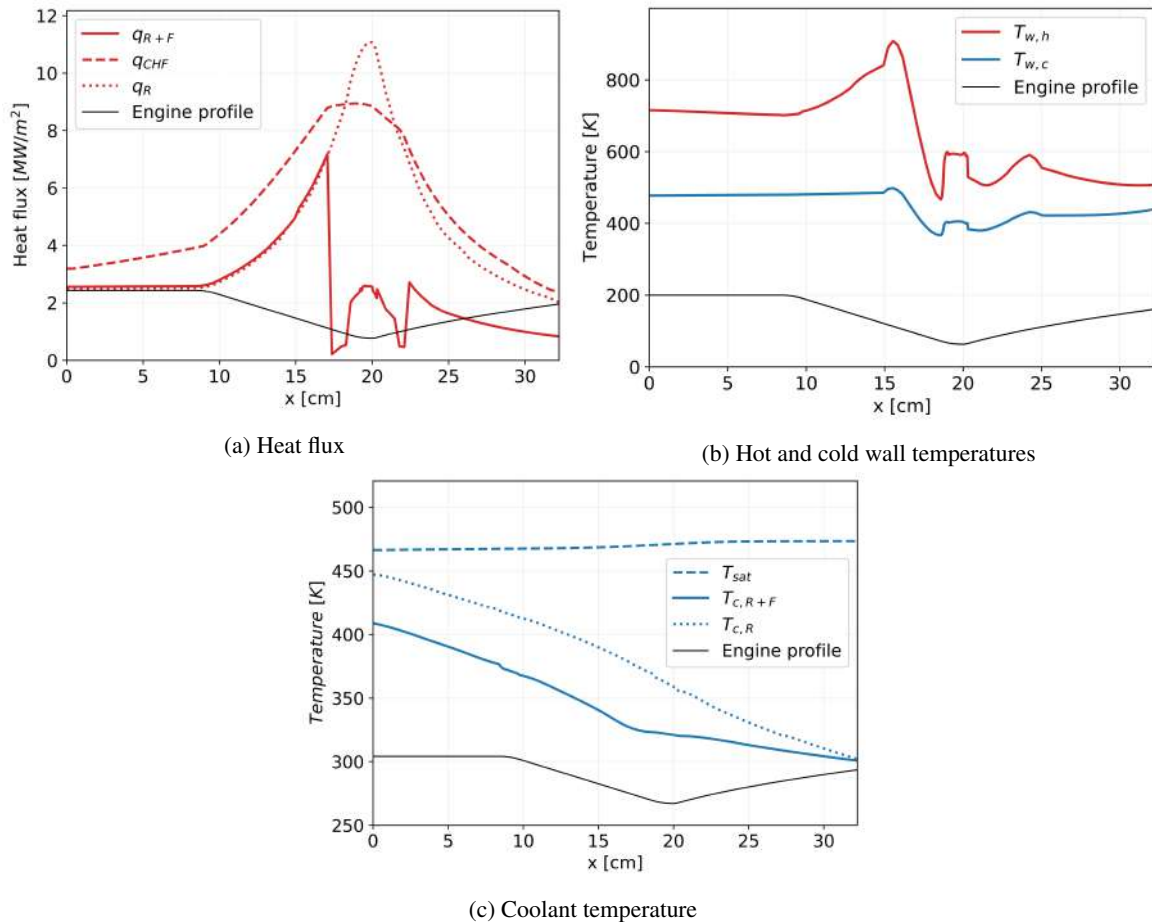 12
10
8
6
4
2
0
Heat flux [MW/m²]
q_{R+F}
q_{CHF}
q_R
Engine profile
0 5 10 15 20 25 30
x [cm]
(a) Heat flux
800
600
400
200
0
Temperature [K]
T_{w,h}
T_{w,c}
Engine profile
0 5 10 15 20 25 30
x [cm]
(b) Hot and cold wall temperatures
500
450
400
350
300
250
Temperature [K]
T_{sat}
T_{c,R+F}
T_{c,R}
Engine profile
0 5 10 15 20 25 30
x [cm]
(c) Coolant temperature